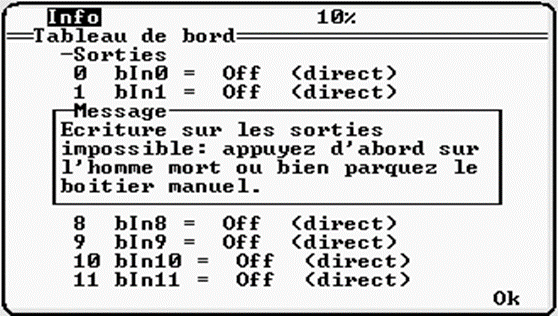 Info 10%
Tableau de bord
Sorties
0 bIn0 = Off (direct)
1 bIn1 = Off (direct)
Message
Ecriture sur les sorties
impossible: appuyez d'abord sur
l'homme mort ou bien parquez le
boitier manuel.
8 bIn8 = Off (direct)
9 bIn9 = Off (direct)
10 bIn10 = Off (direct)
11 bIn11 = Off (direct)
Ok